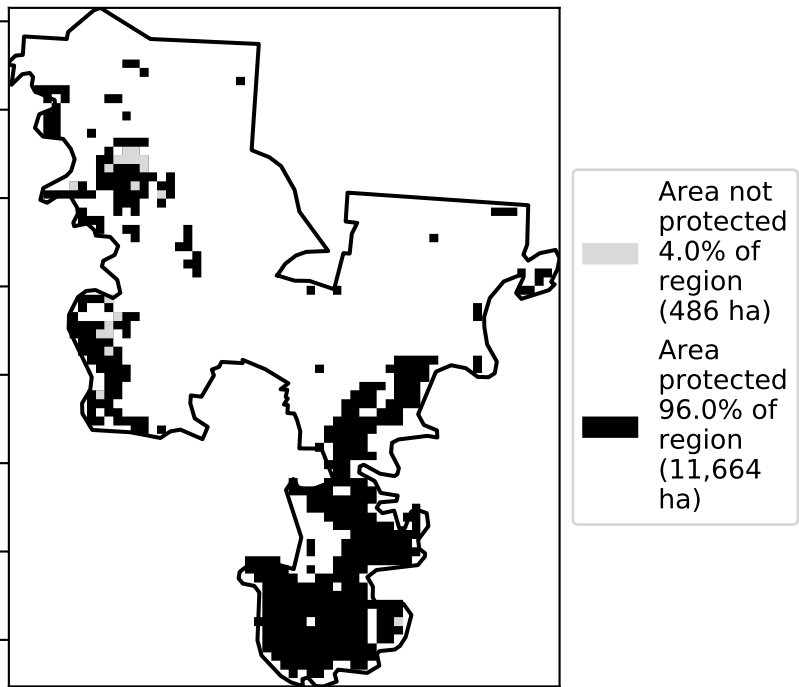 Area not
protected
4.0% of
region
(486 ha)
Area
protected
96.0% of
region
(11,664
ha)